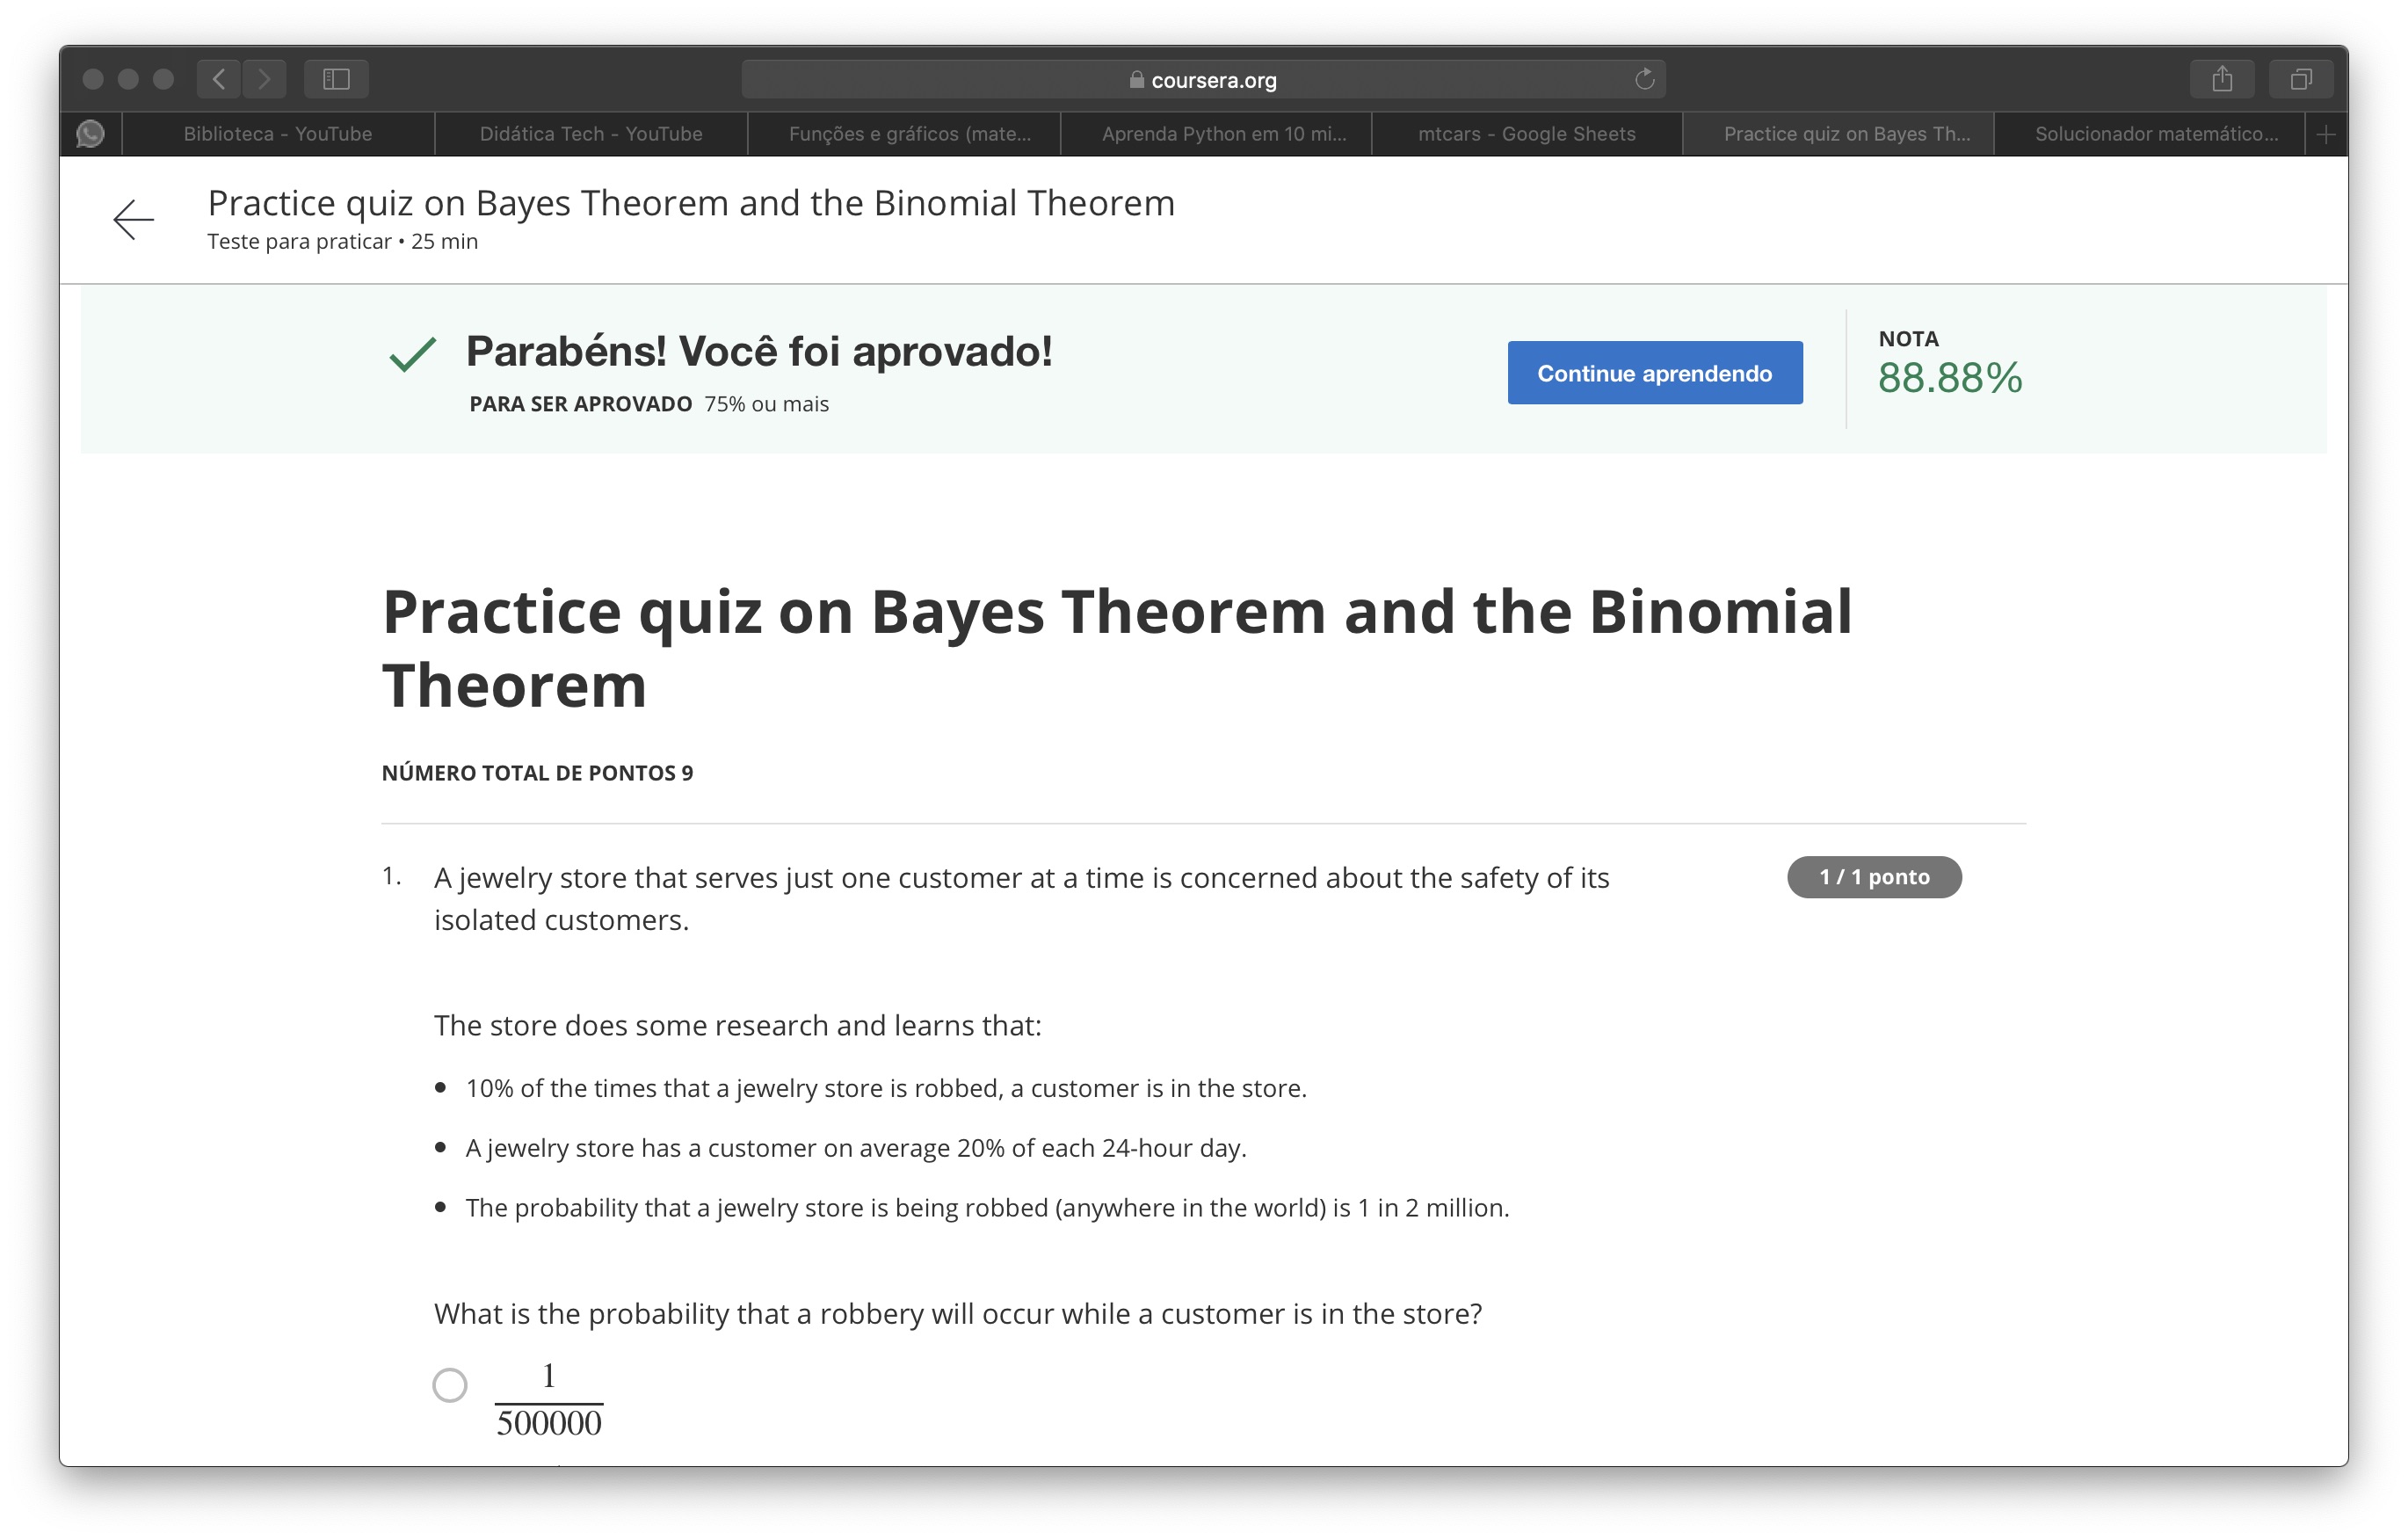 coursera.org
Biblioteca - YouTube
Didática Tech - YouTube
Funções e gráficos (mate...
Aprenda Python em 10 mi...
mtcars - Google Sheets
Practice quiz on Bayes Th...
Solucionador matemático...
Practice quiz on Bayes Theorem and the Binomial Theorem
Teste para praticar • 25 min
Parabéns! Você foi aprovado!
PARA SER APROVADO 75% ou mais
Continue aprendendo
NOTA
88.88%
Practice quiz on Bayes Theorem and the Binomial
Theorem
NÚMERO TOTAL DE PONTOS 9
1. A jewelry store that serves just one customer at a time is concerned about the safety of its
isolated customers.
1 / 1 ponto
The store does some research and learns that:
• 10% of the times that a jewelry store is robbed, a customer is in the store.
• A jewelry store has a customer on average 20% of each 24-hour day.
• The probability that a jewelry store is being robbed (anywhere in the world) is 1 in 2 million.
What is the probability that a robbery will occur while a customer is in the store?
1
500000